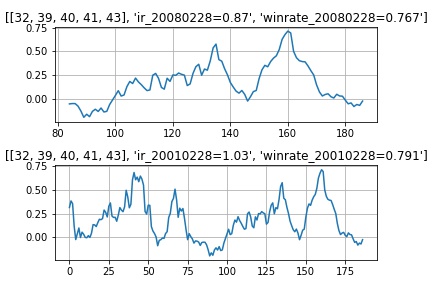 [[32, 39, 40, 41, 43], 'ir_20080228=0.87', 'winrate_20080228=0.767']
0.75
0.50
0.25
0.00
80 100 120 140 160 180
[[32, 39, 40, 41, 43], 'ir_20010228=1.03', 'winrate_20010228=0.791']
0.75
0.50
0.25
0.00
0 25 50 75 100 125 150 175